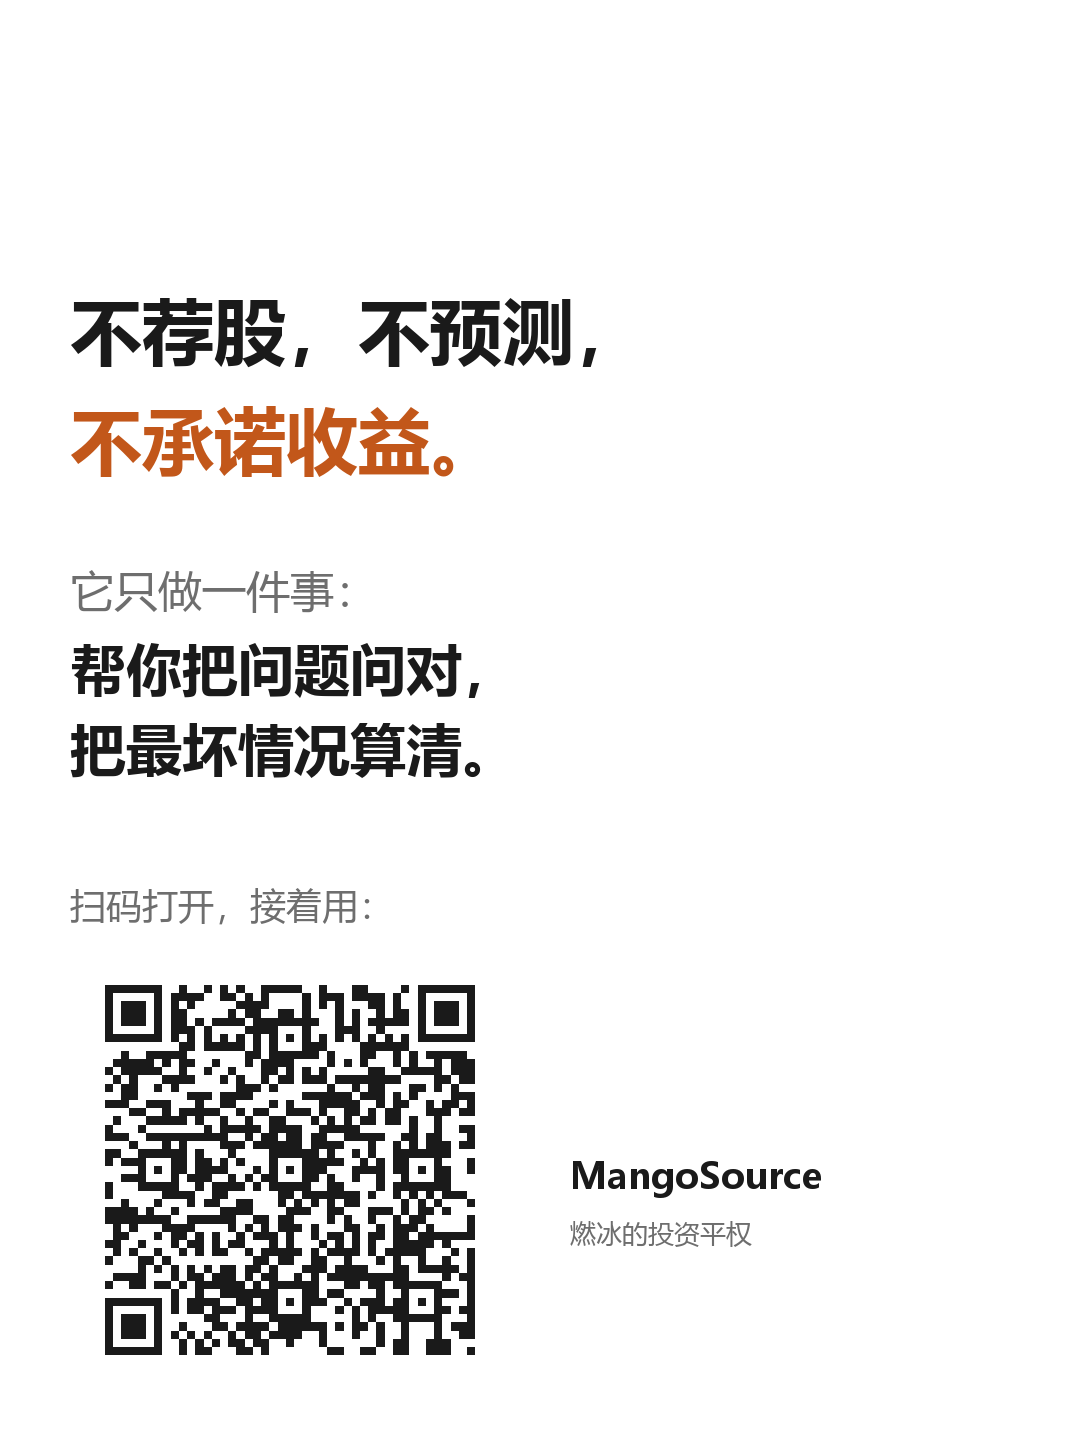 不荐股，不预测，
不承诺收益。
它只做一件事：
帮你把问题问对，
把最坏情况算清。
扫码打开，接着用：
MangoSource
燃冰的投资平权